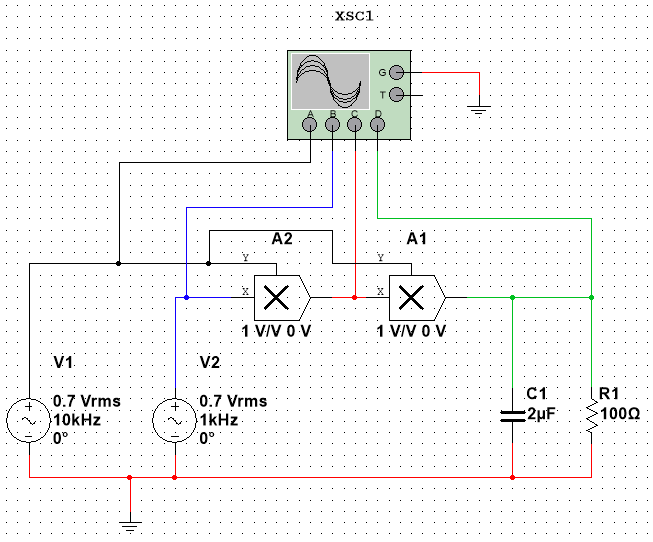 XSC1
G
T
A B C D
A2
A1
Y
Y
X
X
1 V/V 0 V
1 V/V 0 V
V1
V2
C1
R1
0.7 Vrms
10kHz
0°
0.7 Vrms
1kHz
0°
2µF
100Ω